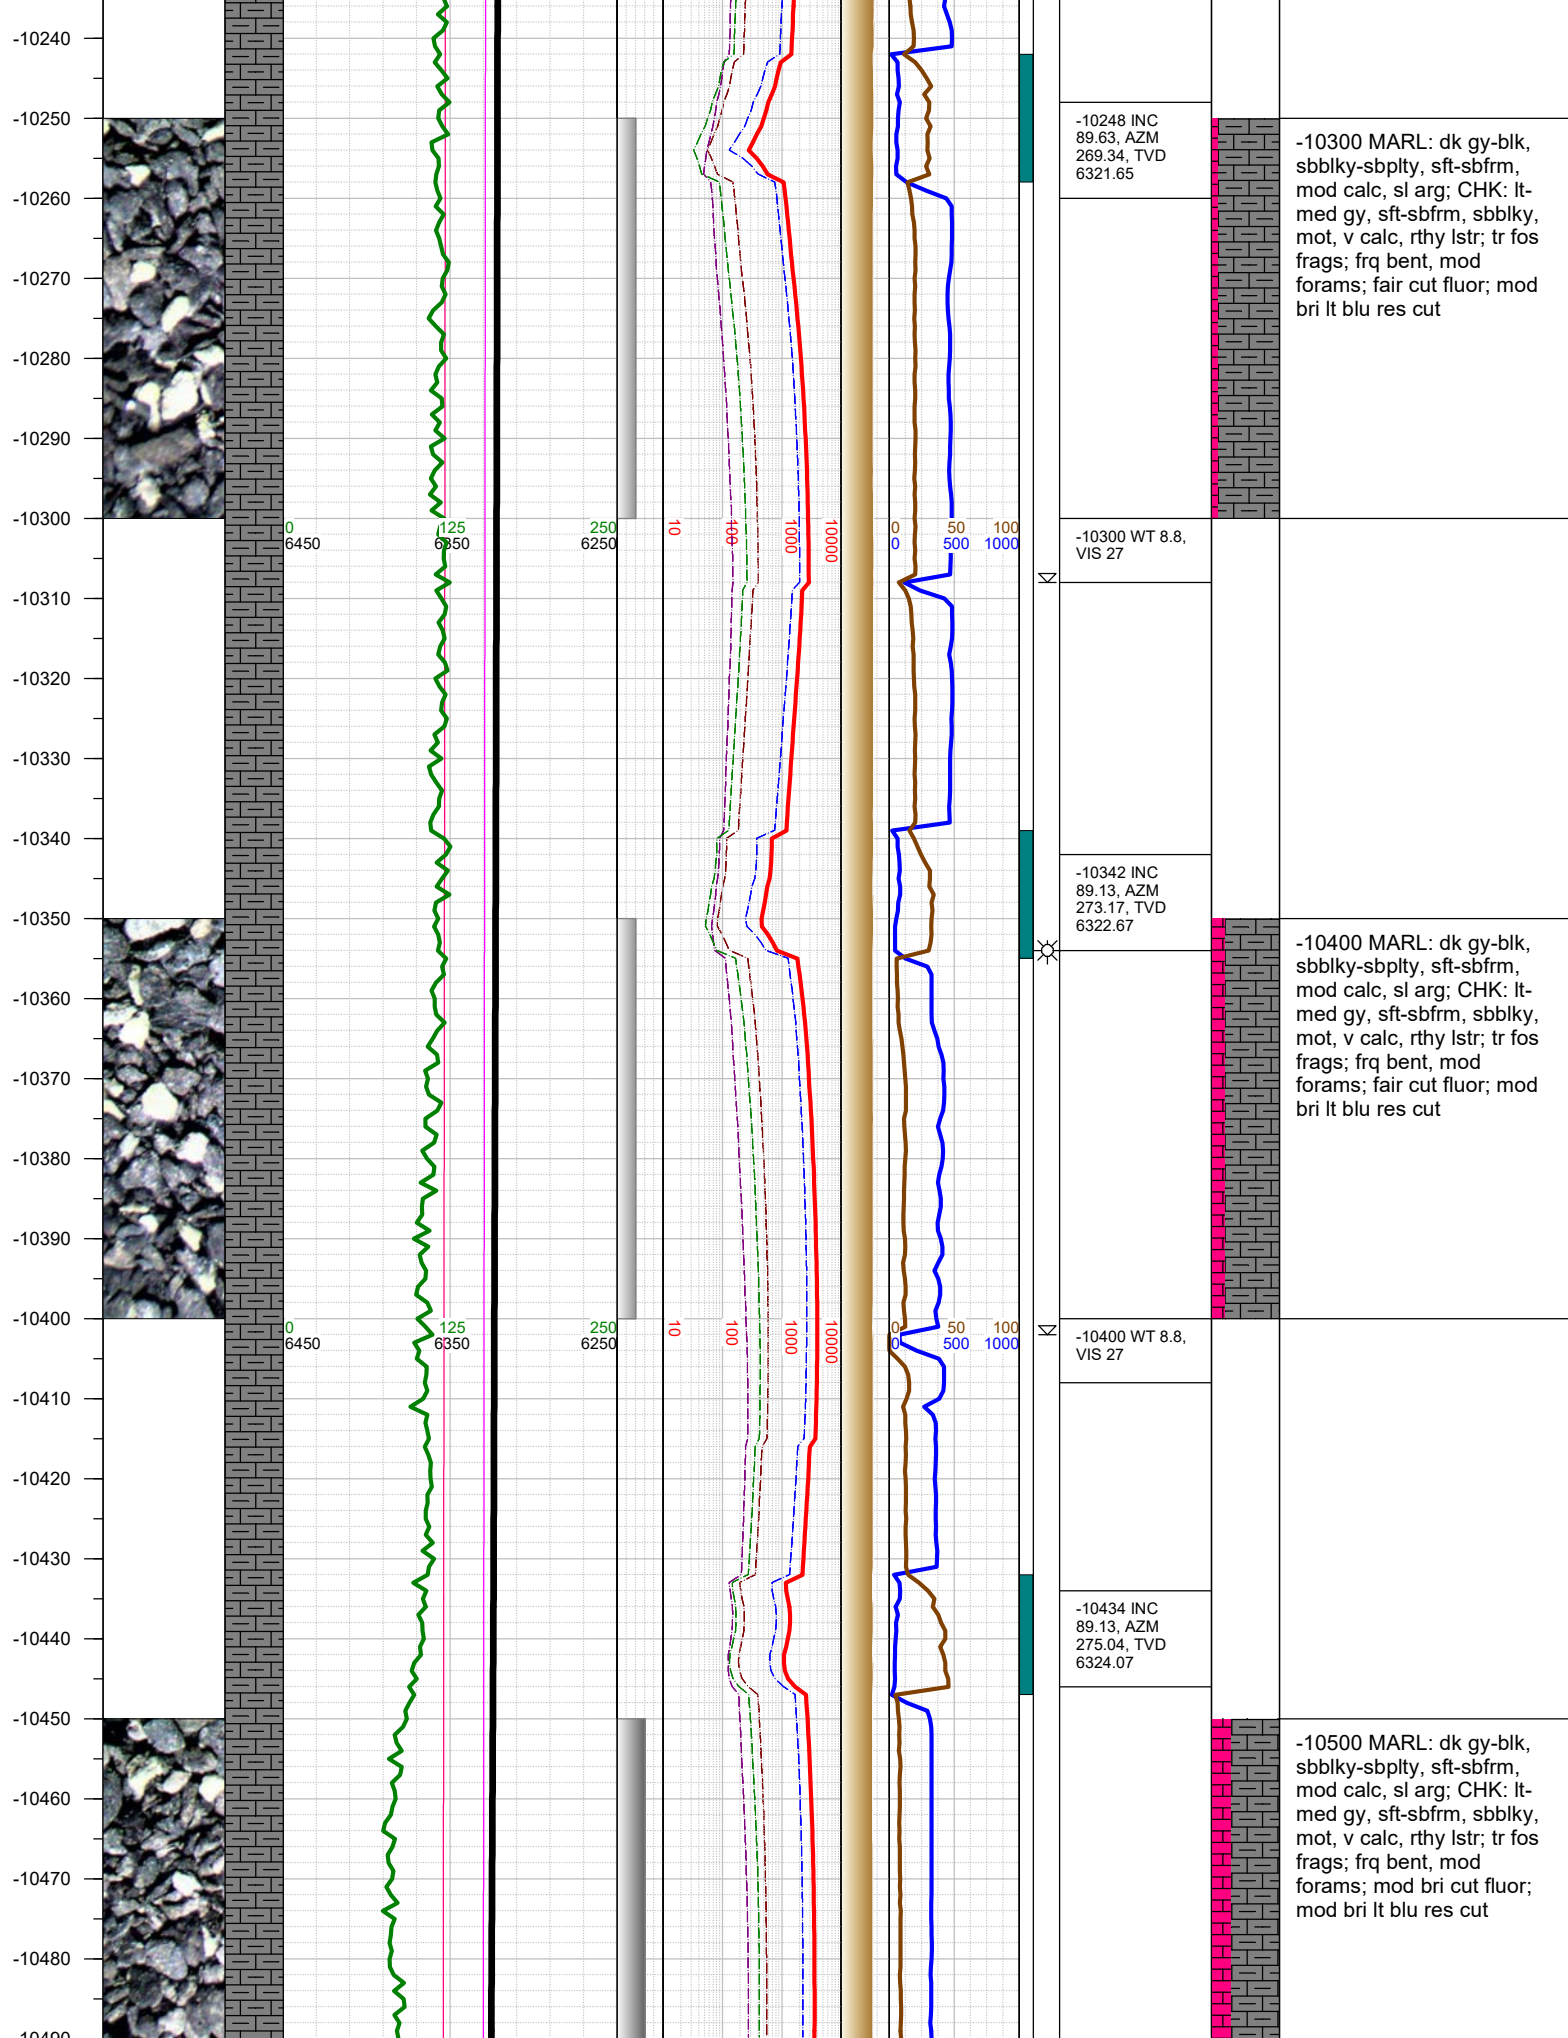 -10240
-10250
-10260
-10270
-10280
-10290
-10300
-10310
-10320
-10330
-10340
-10350
-10360
-10370
-10380
-10390
-10400
-10410
-10420
-10430
-10440
-10450
-10460
-10470
-10480
-10490
0 125 250
6450 6350 6250
10 100 1000 10000
0 50 100
0 500 1000
0 125 250
6450 6350 6250
10 100 1000 10000
0 50 100
0 500 1000
-10248 INC
89.63, AZM
269.34, TVD
6321.65
-10300 WT 8.8,
VIS 27
-10342 INC
89.13, AZM
273.17, TVD
6322.67
-10400 WT 8.8,
VIS 27
-10434 INC
89.13, AZM
275.04, TVD
6324.07
-10300 MARL: dk gy-blk,
sbblky-sbplty, sft-sbfrm,
mod calc, sl arg; CHK: lt-
med gy, sft-sbfrm, sbblky,
mot, v calc, rthy lstr; tr fos
frags; frq bent, mod
forams; fair cut fluor; mod
bri lt blu res cut
-10400 MARL: dk gy-blk,
sbblky-sbplty, sft-sbfrm,
mod calc, sl arg; CHK: lt-
med gy, sft-sbfrm, sbblky,
mot, v calc, rthy lstr; tr fos
frags; frq bent, mod
forams; fair cut fluor; mod
bri lt blu res cut
-10500 MARL: dk gy-blk,
sbblky-sbplty, sft-sbfrm,
mod calc, sl arg; CHK: lt-
med gy, sft-sbfrm, sbblky,
mot, v calc, rthy lstr; tr fos
frags; frq bent, mod
forams; mod bri cut fluor;
mod bri lt blu res cut